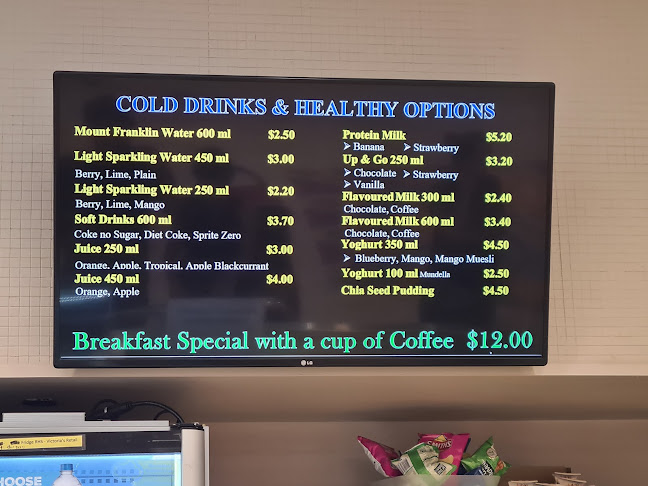 COLD DRINKS & HEALTHY OPTIONS
Mount Franklin Water 600 ml $2.50
Light Sparkling Water 450 ml $3.00
Berry, Lime, Plain
Light Sparkling Water 250 ml $2.20
Berry, Lime, Mango
Soft Drinks 600 ml $3.70
Coke no Sugar, Diet Coke, Sprite Zero
Juice 250 ml $3.00
Orange, Apple, Tropical, Apple Blackcurrant
Juice 450 ml $4.00
Orange, Apple
Protein Milk $5.20
➢ Banana ➢ Strawberry
Up & Go 250 ml $3.20
➢ Chocolate ➢ Strawberry
➢ Vanilla
Flavoured Milk 300 ml $2.40
Chocolate, Coffee
Flavoured Milk 600 ml $3.40
Chocolate, Coffee
Yoghurt 350 ml $4.50
➢ Blueberry, Mango, Mango Muesli
Yoghurt 100 ml Mundella $2.50
Chia Seed Pudding $4.50
Breakfast Special with a cup of Coffee $12.00
LG
HOOSE
SMITH'S